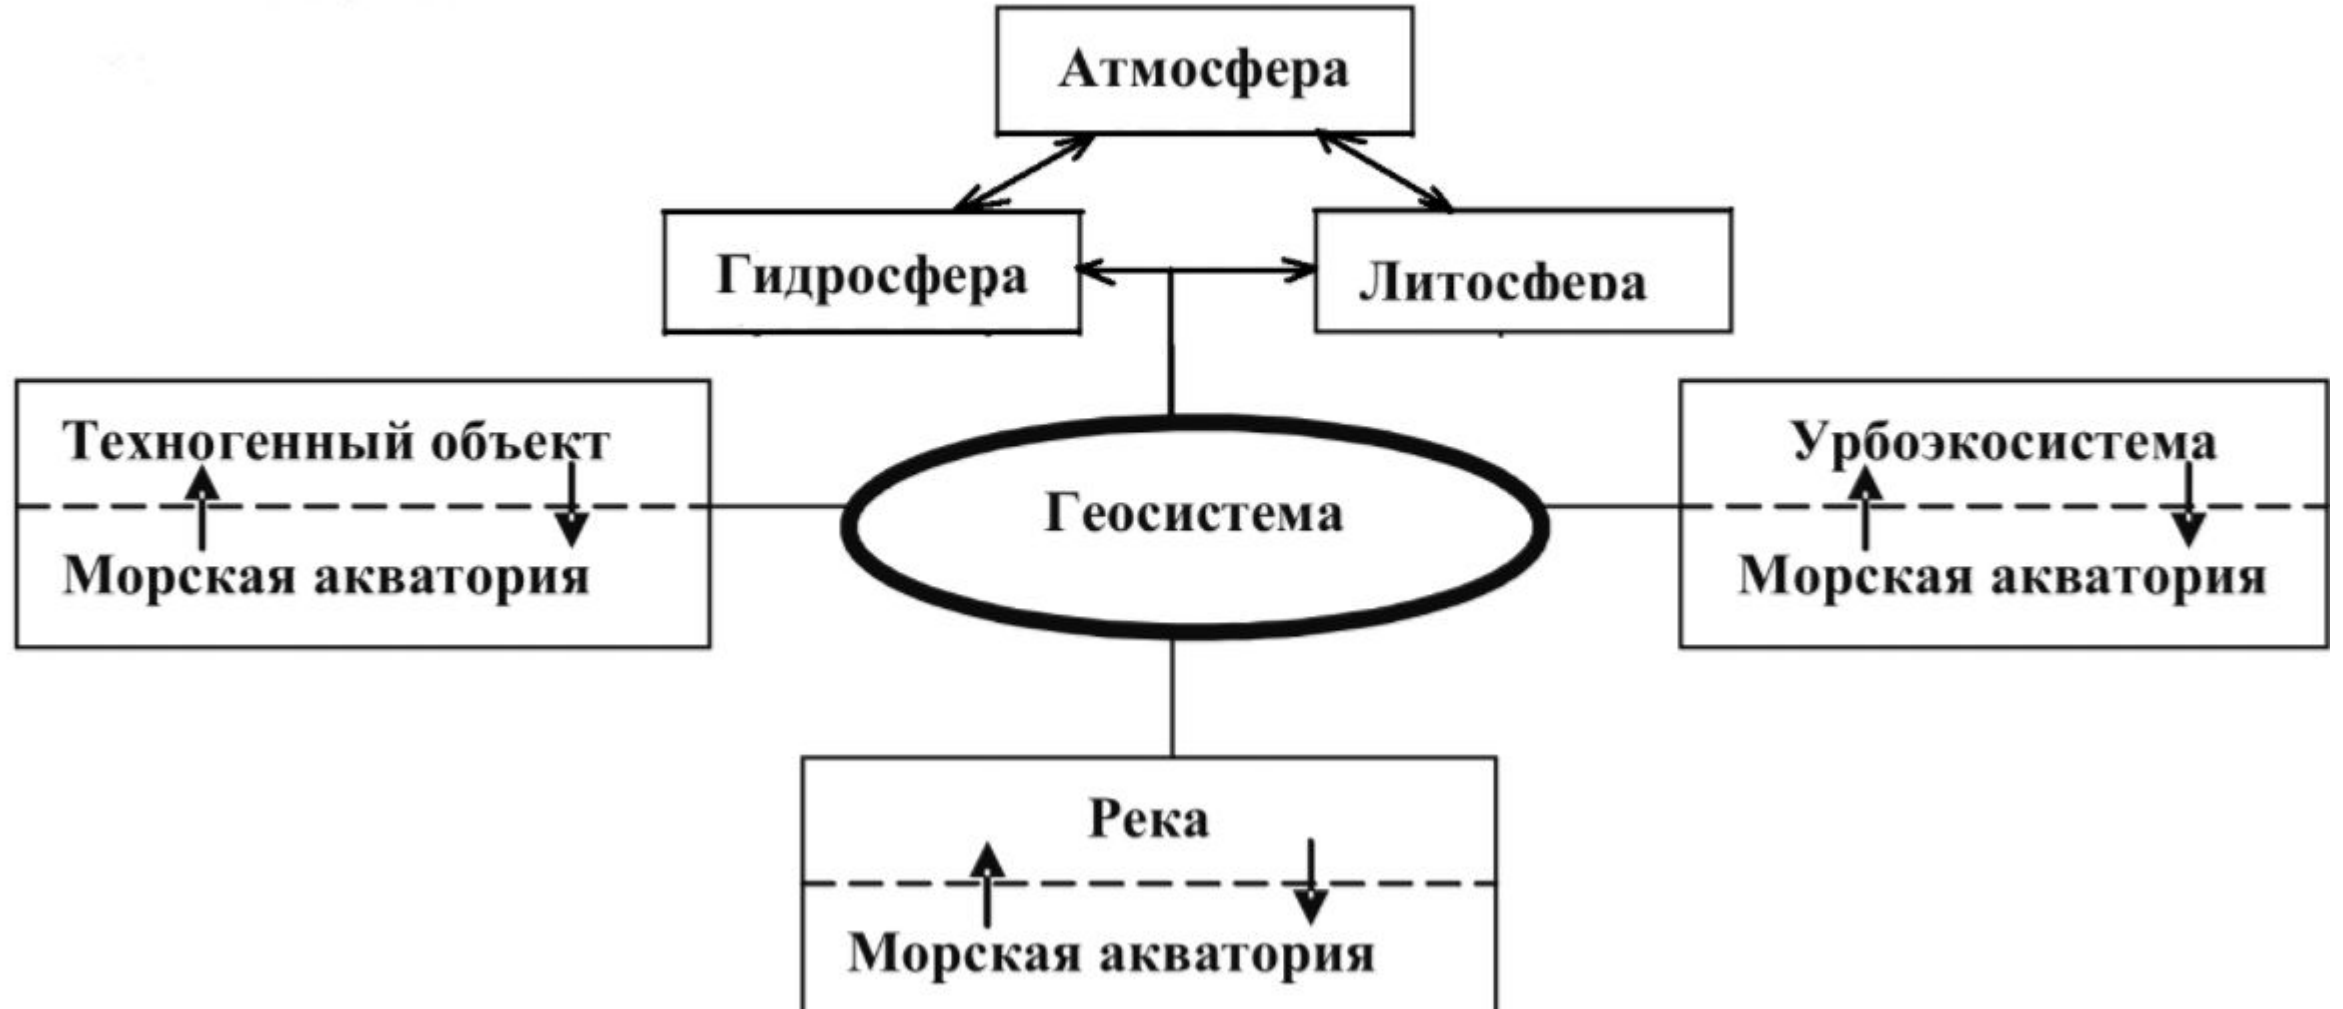 Атмосфера
Гидросфера
Литосфера
Техногенный объект
Морская акватория
Геосистема
Урбоэкосистема
Морская акватория
Река
Морская акватория